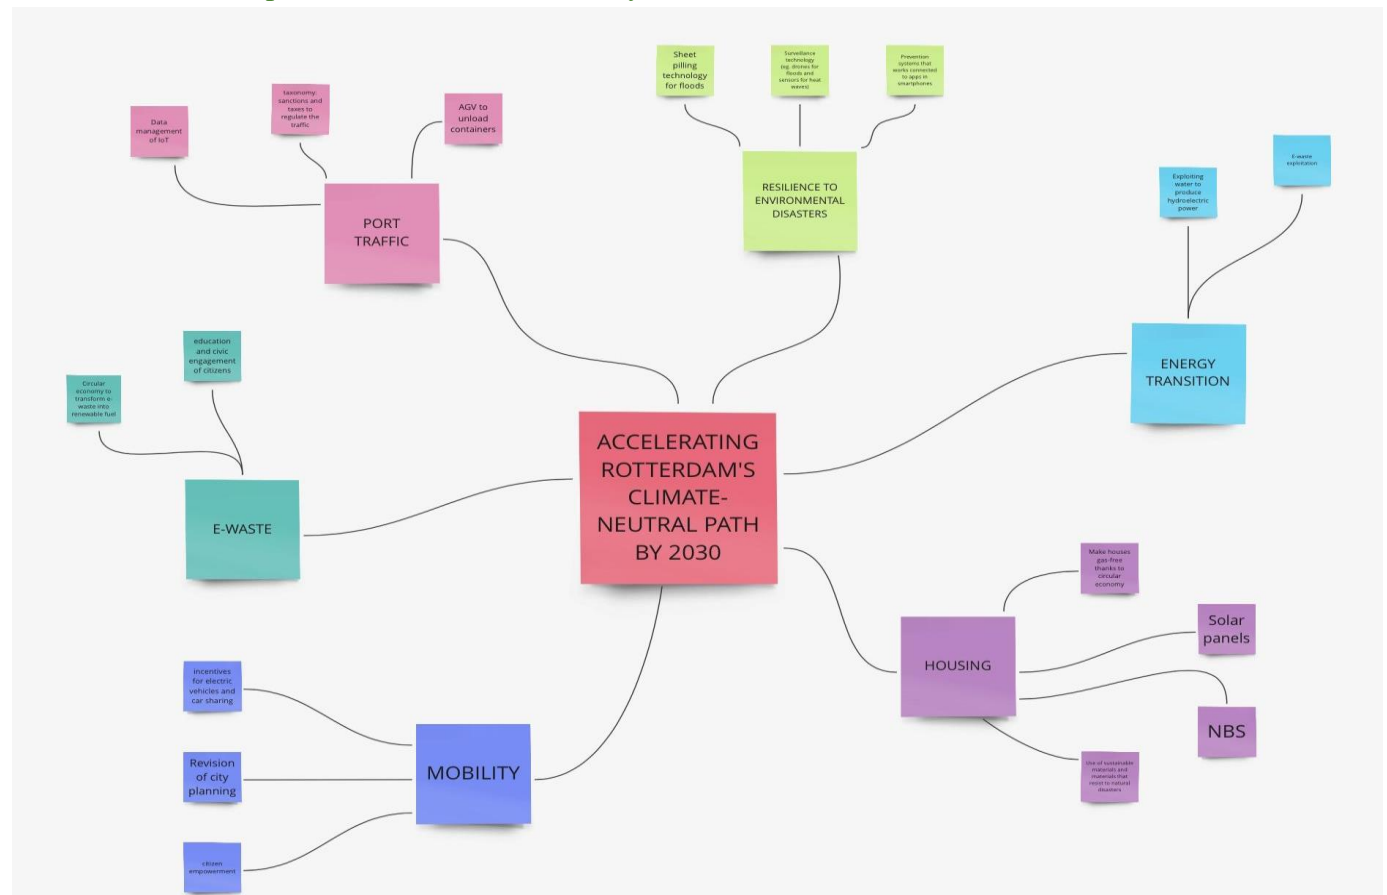 Sheet
pilling
technology
for floods
Surveillance
technology
(eg. drones for
floods and
sensors for heat
waves)
Prevention
systems that
works connected
to apps in
smartphones
taxonomy:
sanctions and
taxes to
regulate the
traffic
AGV to
unload
containers
Data
management
of IoT
PORT
TRAFFIC
RESILIENCE TO
ENVIRONMENTAL
DISASTERS
E-waste
exploitation
Exploiting
water to
produce
hydroelectric
power
ENERGY
TRANSITION
education
and civic
engagement
of citizens
Circular
economy to
transform e-
waste into
renewable fuel
E-WASTE
ACCELERATING
ROTTERDAM'S
CLIMATE-
NEUTRAL PATH
BY 2030
Make houses
gas-free
thanks to
circular
economy
Solar
panels
HOUSING
NBS
Use of sustainable
materials and
materials that
resist to natural
disasters
incentives
for electric
vehicles and
car sharing
Revision
of city
planning
MOBILITY
citizen
empowerment